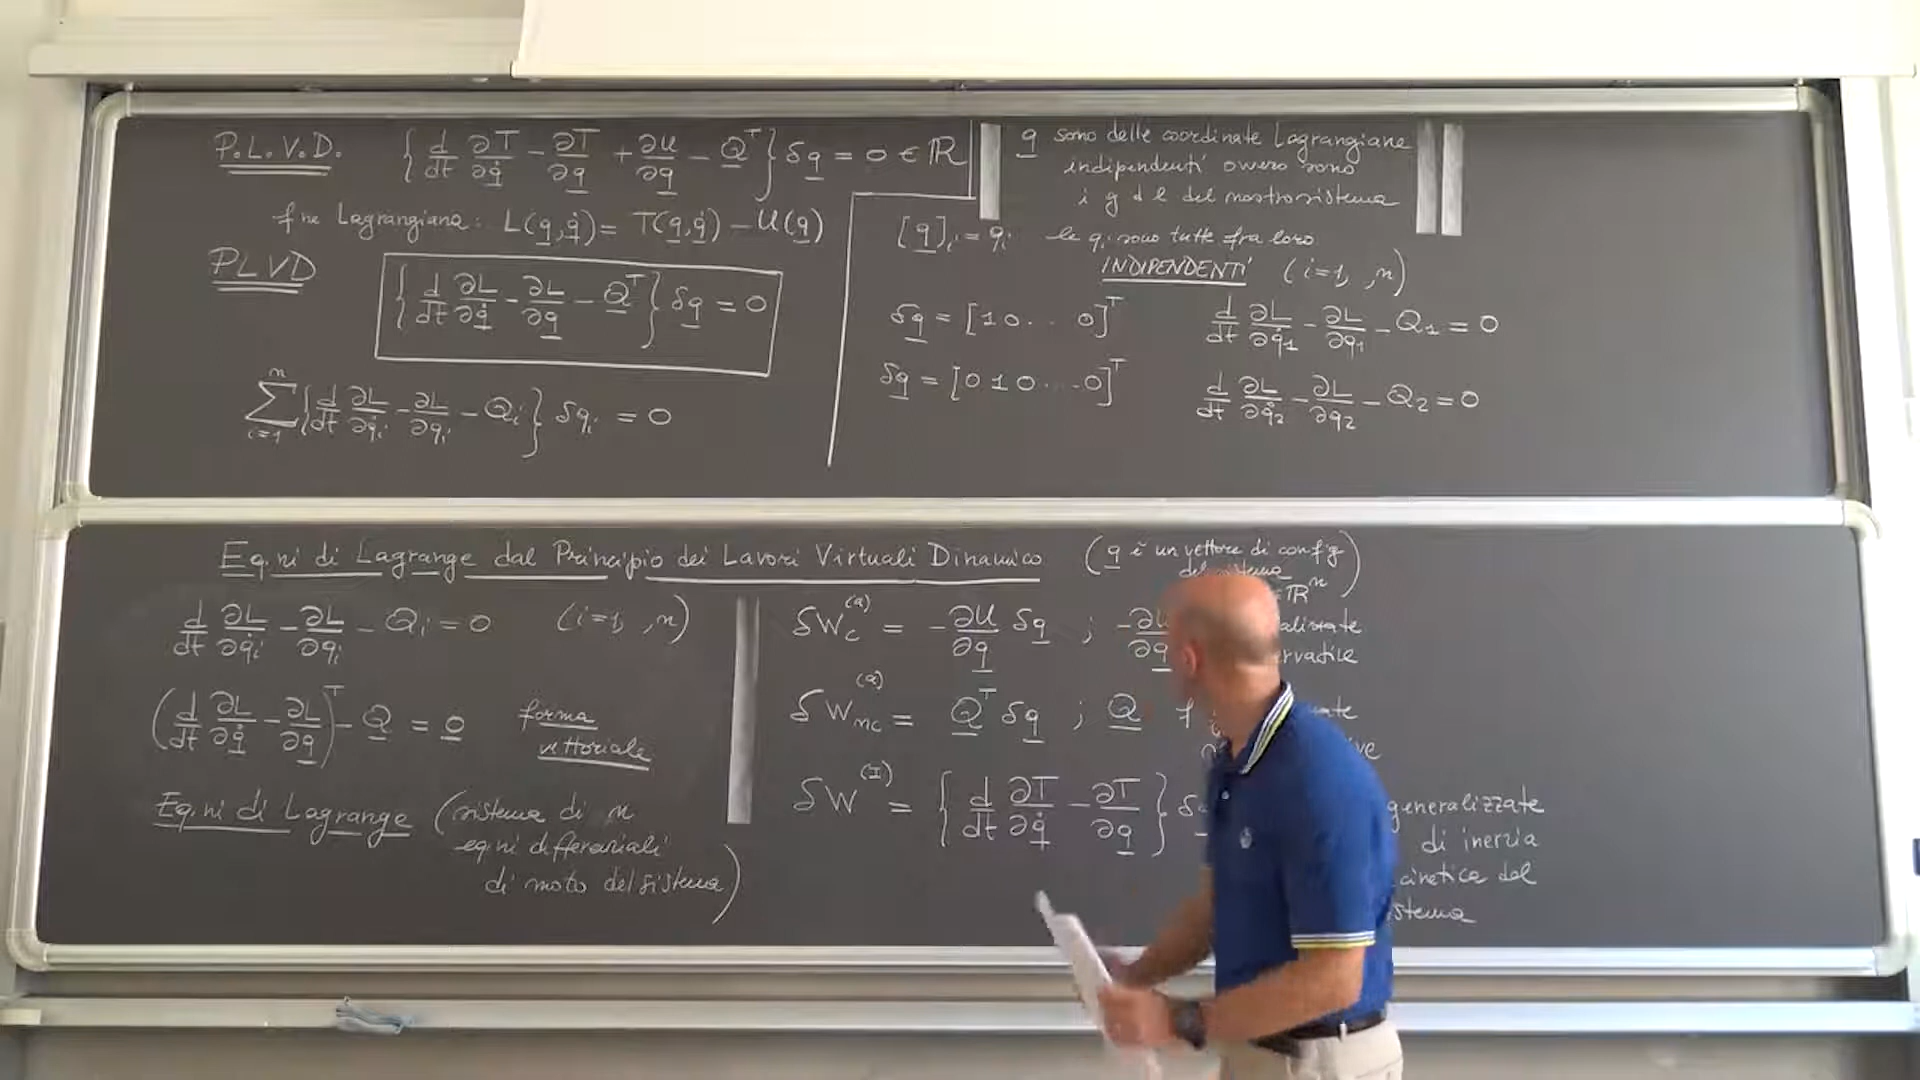 P.L.V.D. { d/dt ∂T/∂q̇ - ∂T/∂q + ∂U/∂q - Q^T } δq = 0 ∈ ℝ
fne Lagrangiana: L(q,q̇) = T(q,q̇) - U(q)
PLVD { d/dt ∂L/∂q̇ - ∂L/∂q - Q^T } δq = 0
∑_{i=1}^{n} { d/dt ∂L/∂q̇_i - ∂L/∂q_i - Q_i } δq_i = 0
q sono delle coordinate Lagrangiane
indipendenti ovvero sono
i g d l del nostro sistema
[q]_i = q_i le q_i sono tutte fra loro
INDIPENDENTI (i=1, ,n)
δq = [1 0 . . . 0]^T d/dt ∂L/∂q̇_1 - ∂L/∂q_1 - Q_1 = 0
δq = [0 1 0 . . . . 0]^T d/dt ∂L/∂q̇_2 - ∂L/∂q_2 - Q_2 = 0
Eq.ni di Lagrange dal Principio dei Lavori Virtuali Dinamico (q è un vettore di config
ℝ^n)
d/dt ∂L/∂q̇_i - ∂L/∂q_i - Q_i = 0 (i=1, ,n)
(d/dt ∂L/∂q̇ - ∂L/∂q)^T - Q = 0 forma
vettoriale
Eq.ni di Lagrange (sistema di n
eq.ni differenziali
di moto del sistema)
δW_c^(a) = - ∂U/∂q δq ; - ∂U/∂q
δW_nc^(a) = Q^T δq ; Q
δW^(I) = { d/dt ∂T/∂q̇ - ∂T/∂q } δq generalizzate
di inerzia
cinetica del